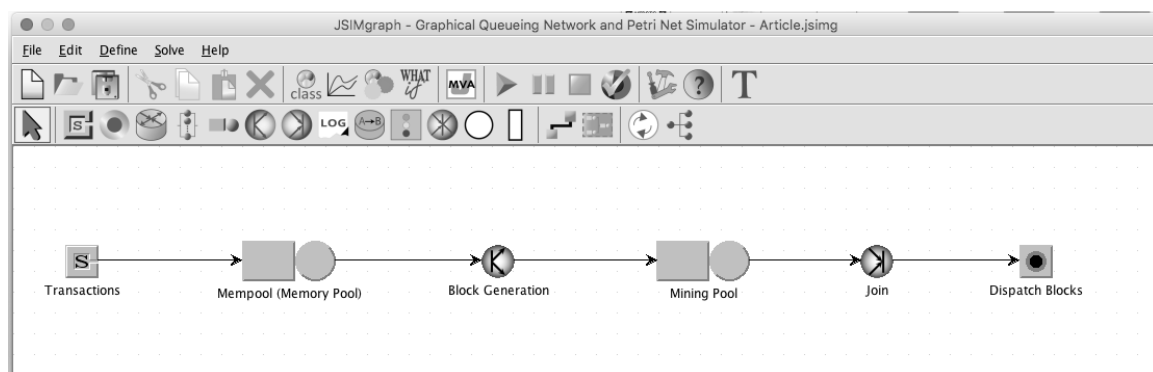 JSIMgraph - Graphical Queueing Network and Petri Net Simulator - Article.jsimg
File Edit Define Solve Help
class WHAT if MVA ? T
S LOG A→B
S
Transactions Mempool (Memory Pool) Block Generation Mining Pool Join Dispatch Blocks